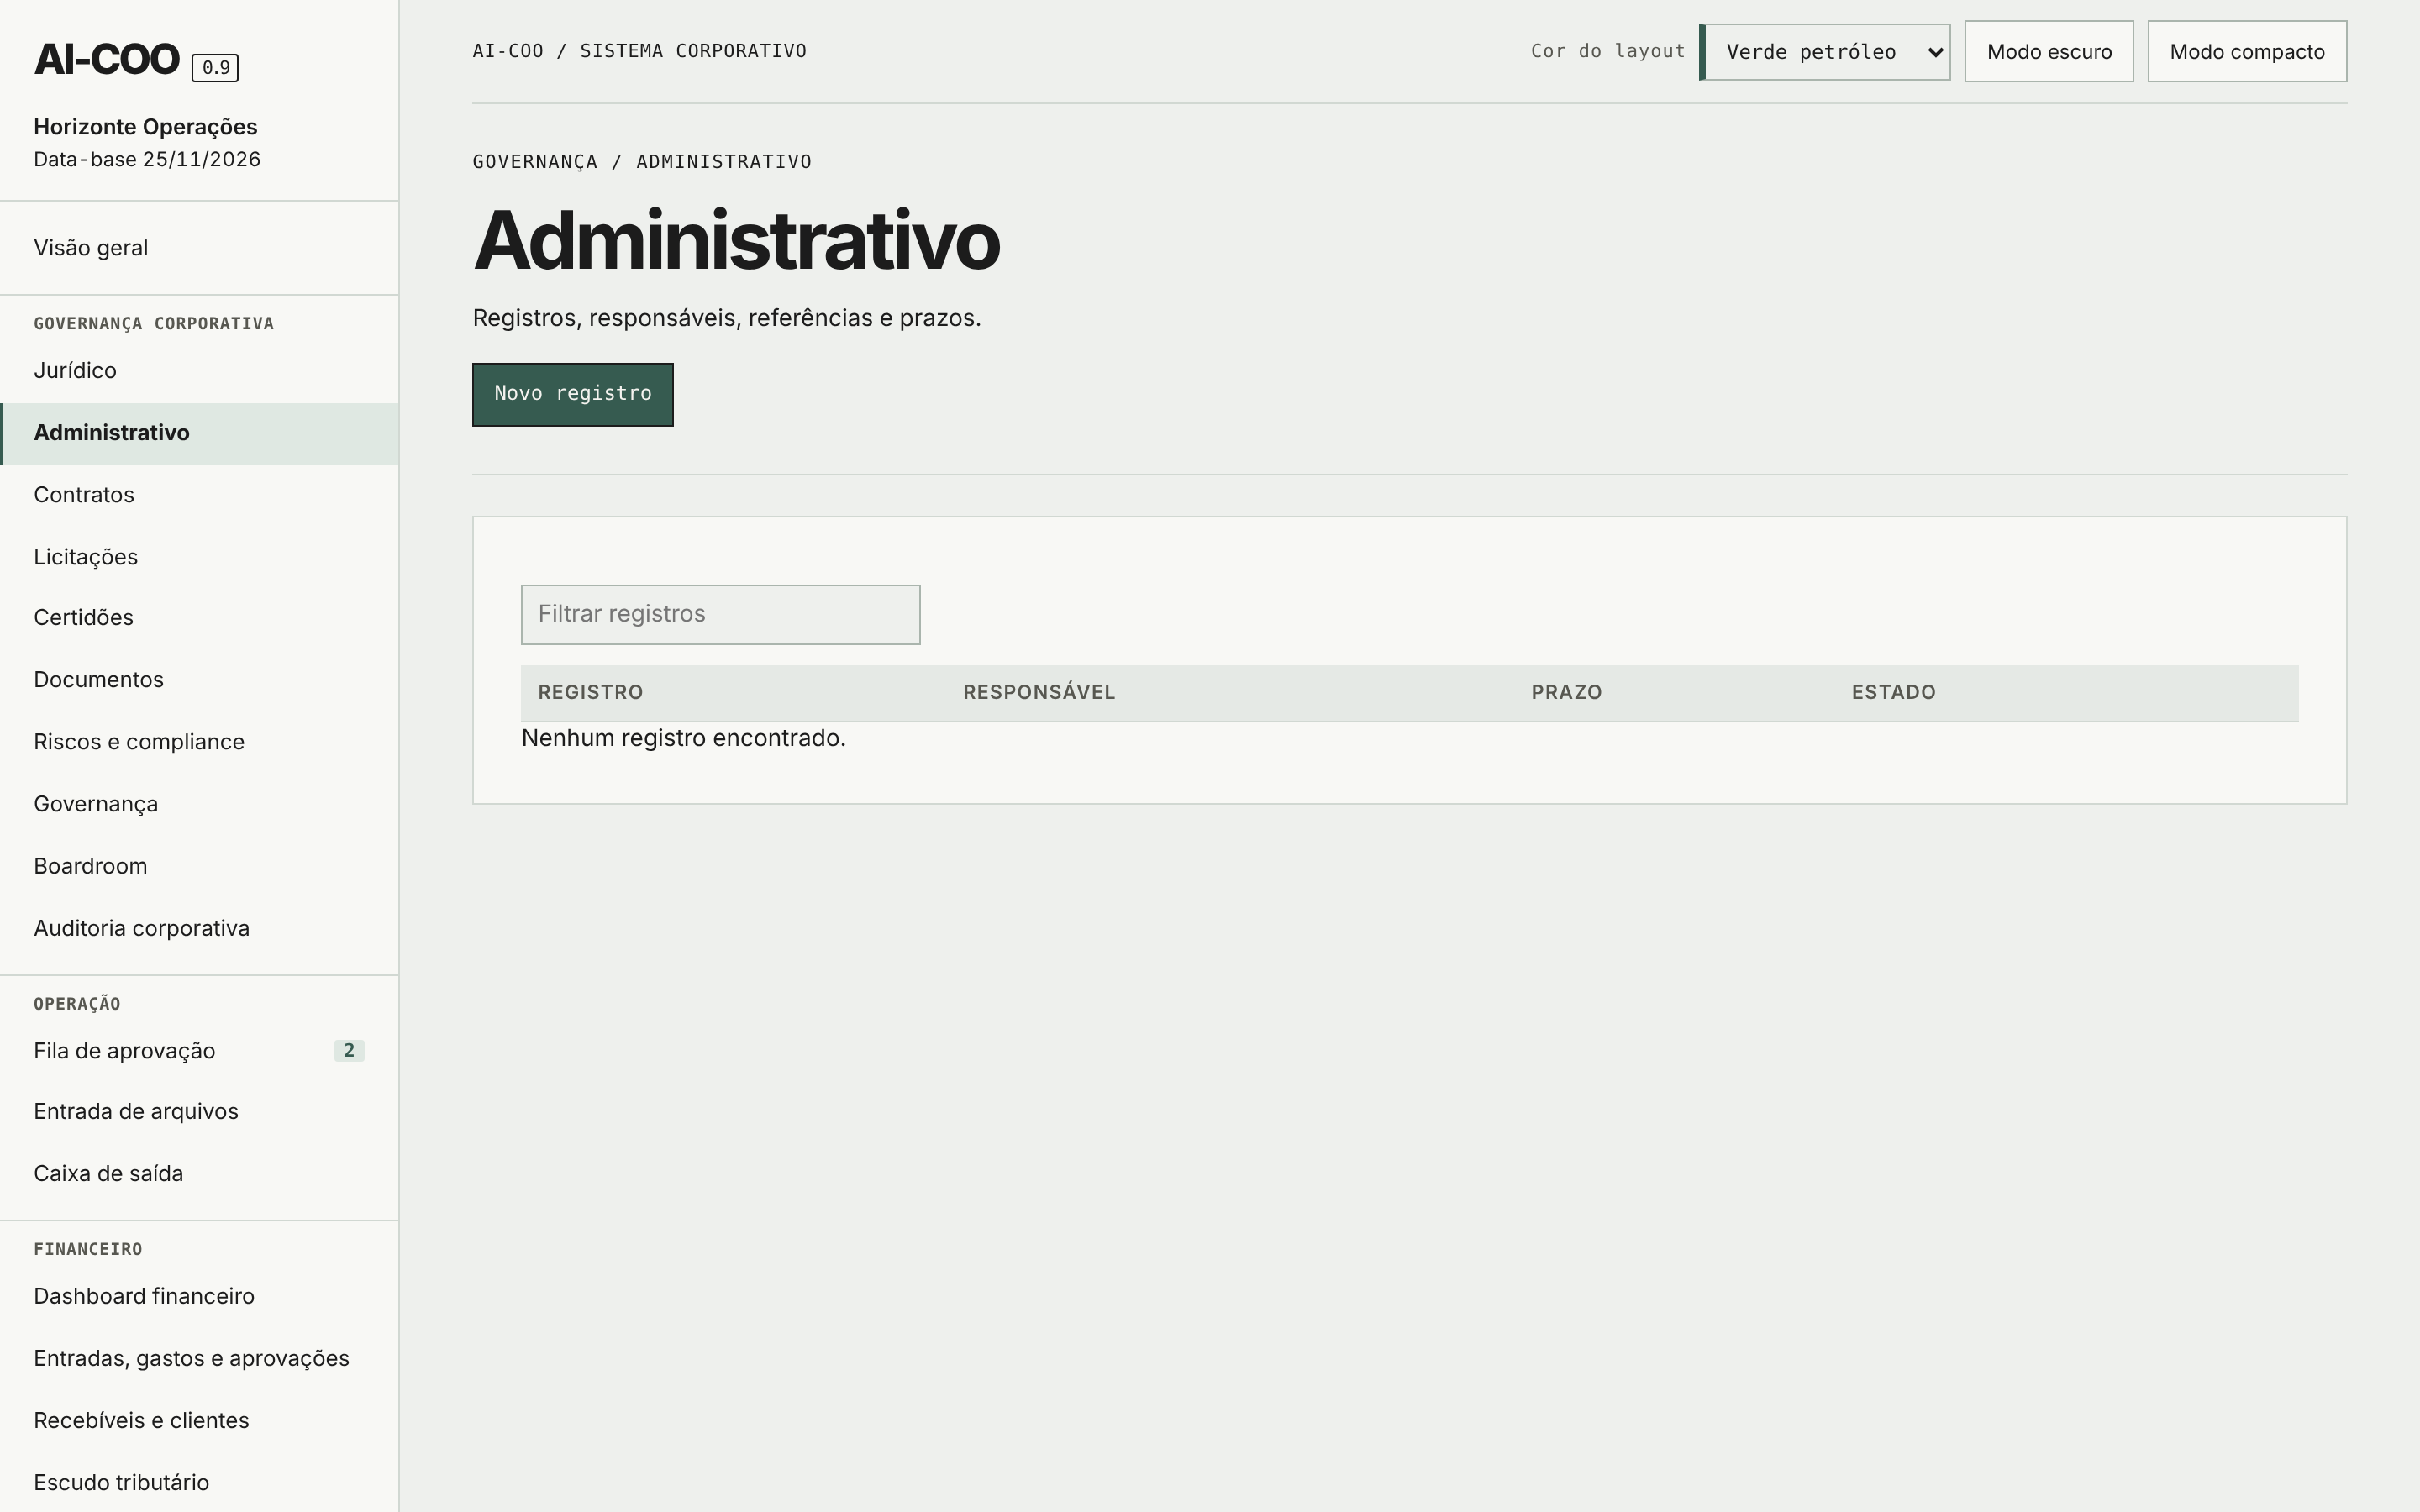 AI-COO 0.9
Horizonte Operações
Data-base 25/11/2026
Visão geral
GOVERNANÇA CORPORATIVA
Jurídico
Administrativo
Contratos
Licitações
Certidões
Documentos
Riscos e compliance
Governança
Boardroom
Auditoria corporativa
OPERAÇÃO
Fila de aprovação 2
Entrada de arquivos
Caixa de saída
FINANCEIRO
Dashboard financeiro
Entradas, gastos e aprovações
Recebíveis e clientes
Escudo tributário
AI-COO / SISTEMA CORPORATIVO Cor do layout Verde petróleo Modo escuro Modo compacto
GOVERNANÇA / ADMINISTRATIVO
Administrativo
Registros, responsáveis, referências e prazos.
Novo registro
Filtrar registros
REGISTRO RESPONSÁVEL PRAZO ESTADO
Nenhum registro encontrado.